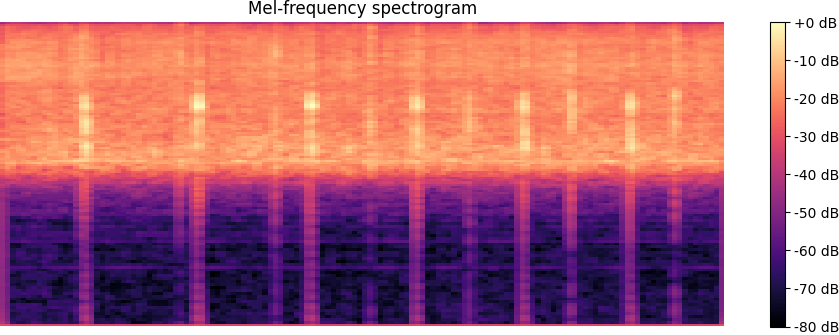 Mel-frequency spectrogram
+0 dB
-10 dB
-20 dB
-30 dB
-40 dB
-50 dB
-60 dB
-70 dB
-80 dB